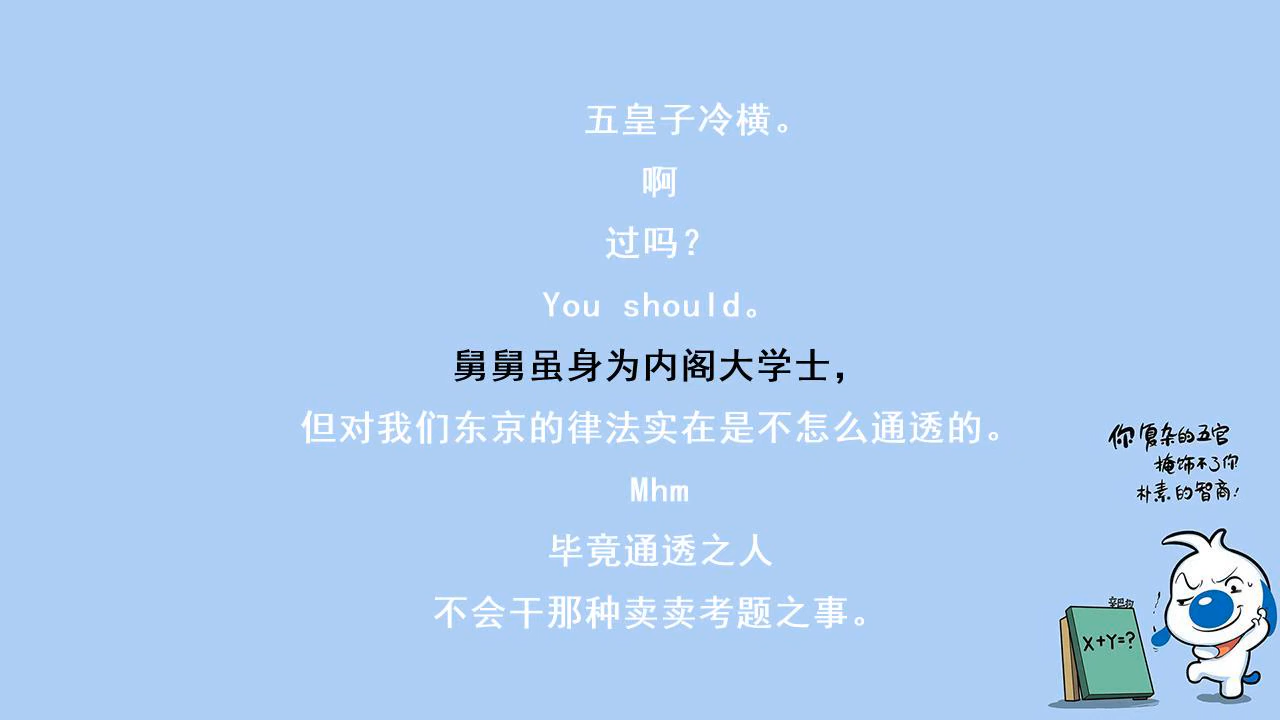 五皇子冷横。
啊
过吗？
You should。
舅舅虽身为内阁大学士，
但对我们东京的律法实在是不怎么通透的。
Mhm
毕竟通透之人
不会干那种卖卖考题之事。
你复杂的五官
掩饰不了你
朴素的智商！
X+Y=?